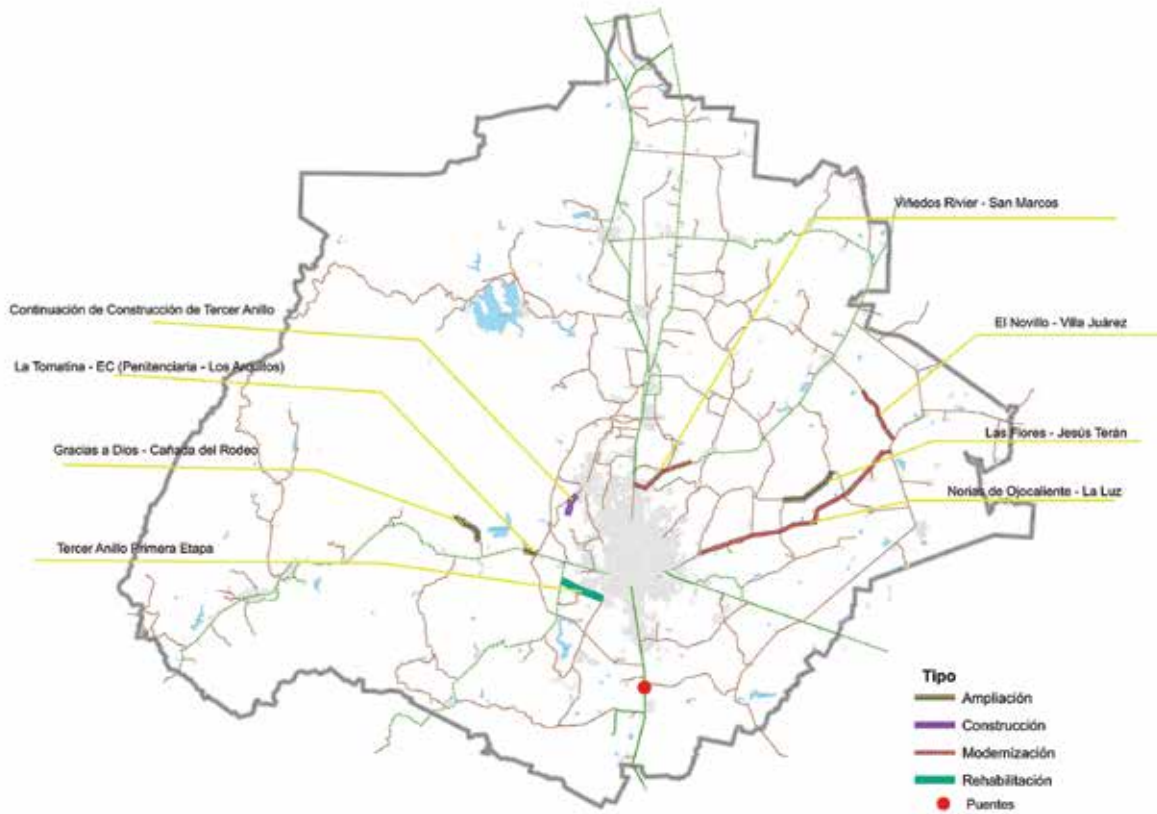 Viñedos Rivier - San Marcos
Continuación de Construcción de Tercer Anillo
El Novillo - Villa Juárez
La Tomatina - EC (Penitenciaria - Los Arquitos)
Las Flores - Jesús Terán
Gracias a Dios - Cañada del Rodeo
Norias de Ojocaliente - La Luz
Tercer Anillo Primera Etapa
Tipo
Ampliación
Construcción
Modernización
Rehabilitación
Puentes